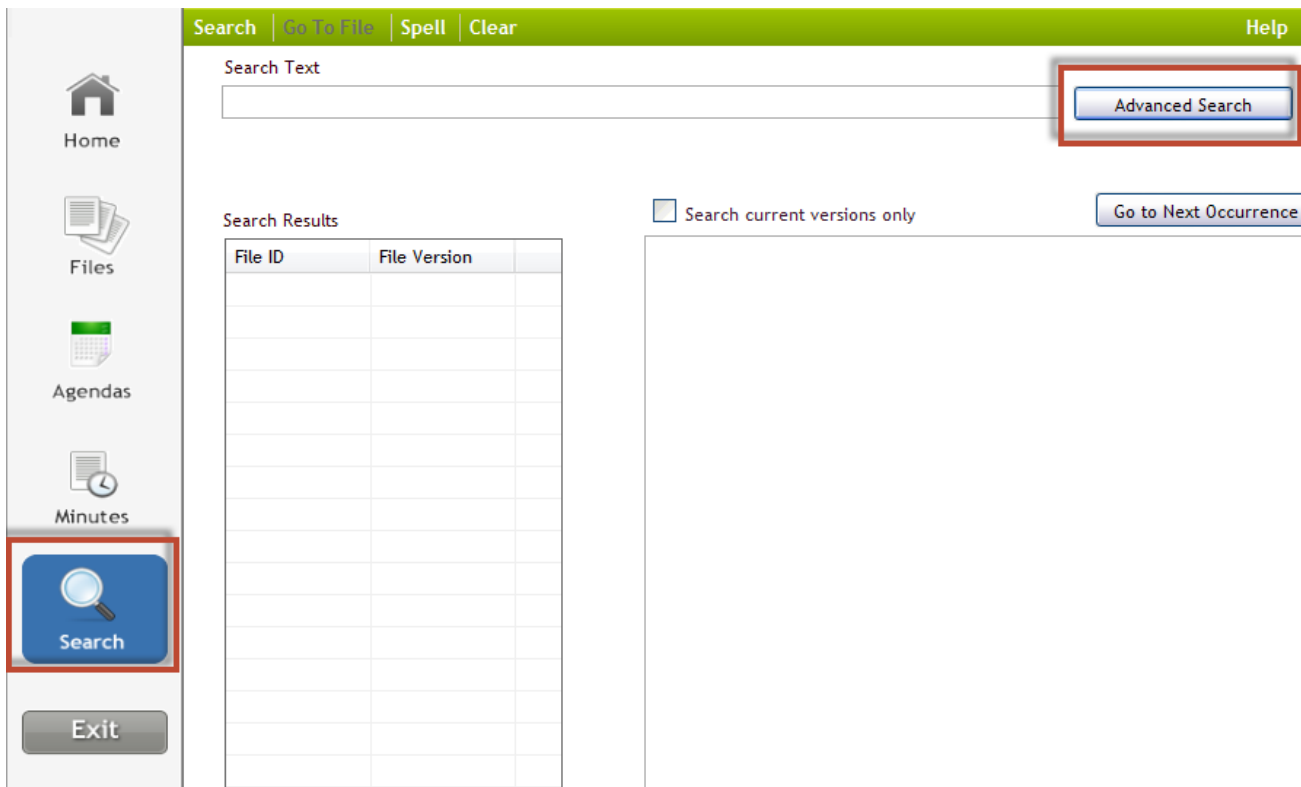 Search Go To File Spell Clear Help
Search Text
Advanced Search
Home
Files
Agendas
Minutes
Search
Exit
Search Results
Search current versions only
Go to Next Occurrence
File ID File Version